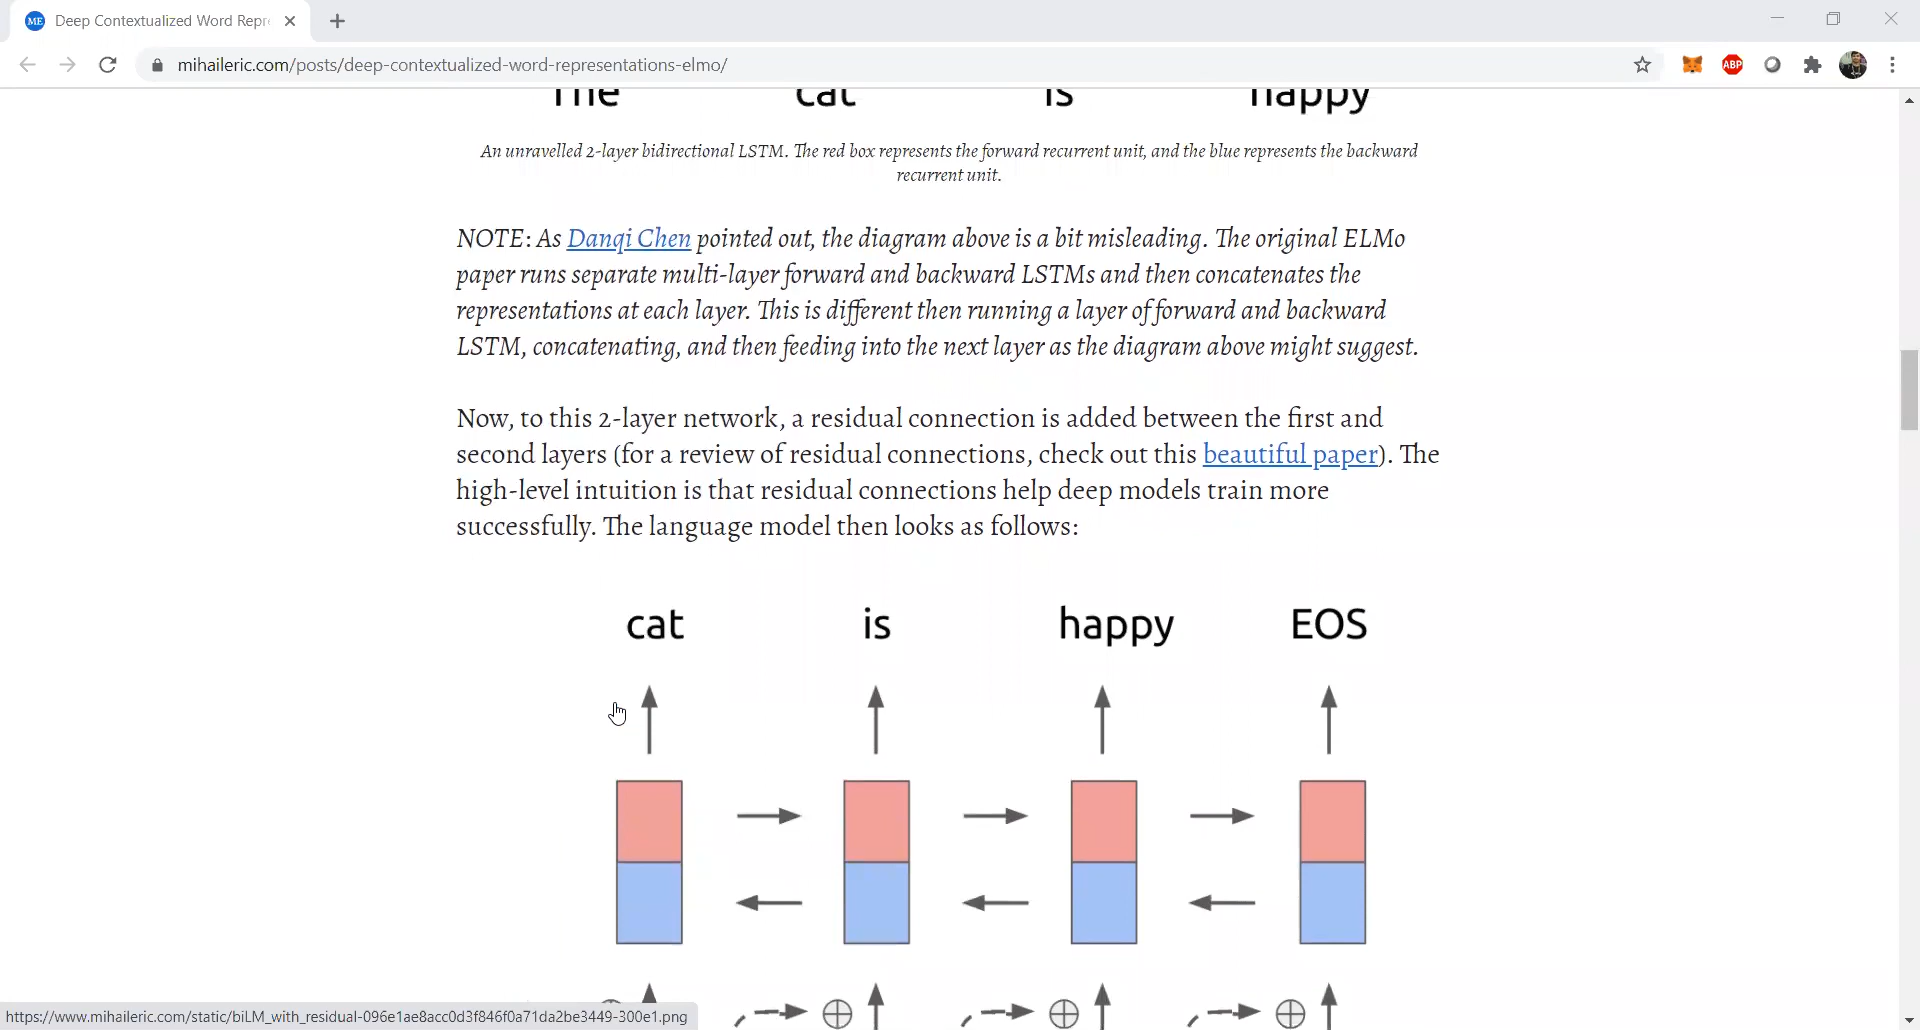 ME Deep Contextualized Word Repr
mihaileric.com/posts/deep-contextualized-word-representations-elmo/
ABP
The cat is happy
An unravelled 2-layer bidirectional LSTM. The red box represents the forward recurrent unit, and the blue represents the backward
recurrent unit.
NOTE: As Danqi Chen pointed out, the diagram above is a bit misleading. The original ELMo
paper runs separate multi-layer forward and backward LSTMs and then concatenates the
representations at each layer. This is different then running a layer of forward and backward
LSTM, concatenating, and then feeding into the next layer as the diagram above might suggest.
Now, to this 2-layer network, a residual connection is added between the first and
second layers (for a review of residual connections, check out this beautiful paper). The
high-level intuition is that residual connections help deep models train more
successfully. The language model then looks as follows:
cat is happy EOS
https://www.mihaileric.com/static/biLM_with_residual-096e1ae8acc0d3f846f0a71da2be3449-300e1.png